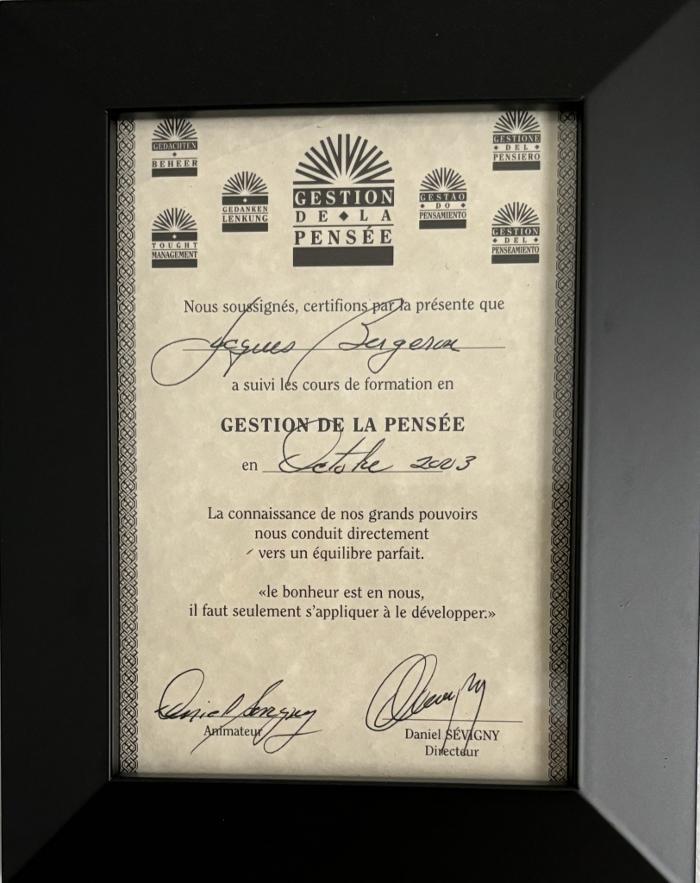 GEDACHTEN
BEHEER
GEDANKEN
LENKUNG
TOUGHT
MANAGEMENT
GESTION
DE ◆ LA
PENSÉE
GESTÃO
• DO •
PENSAMIENTO
GESTIONE
• DEL •
PENSIERO
GESTION
• DEL •
PENSEAMIENTO
Nous soussignés, certifions par la présente que
Jacques Bergeron
a suivi les cours de formation en
GESTION DE LA PENSÉE
en Octobre 2003
La connaissance de nos grands pouvoirs
nous conduit directement
vers un équilibre parfait.
«le bonheur est en nous,
il faut seulement s'appliquer à le développer.»
Daniel Sévigny
Animateur
Daniel SÉVIGNY
Directeur